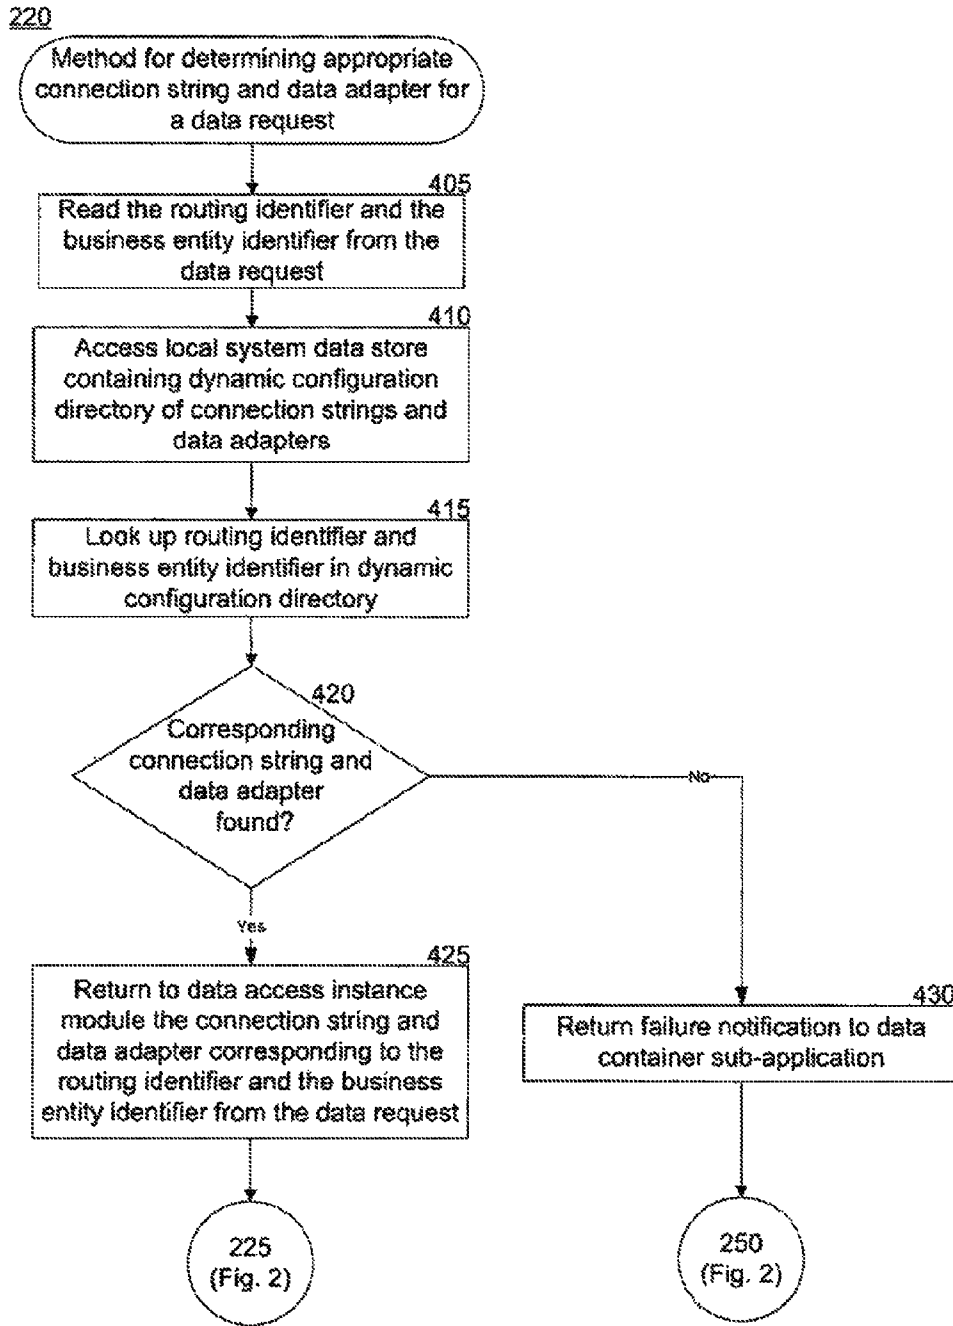 220
Method for determining appropriate
connection string and data adapter for
a data request
405
Read the routing identifier and the
business entity identifier from the
data request
410
Access local system data store
containing dynamic configuration
directory of connection strings and
data adapters
415
Look up routing identifier and
business entity identifier in dynamic
configuration directory
420
Corresponding
connection string and
data adapter
found?
No
Yes
425
Return to data access instance
module the connection string and
data adapter corresponding to the
routing identifier and the business
entity identifier from the data request
430
Return failure notification to data
container sub-application
225
(Fig. 2)
250
(Fig. 2)